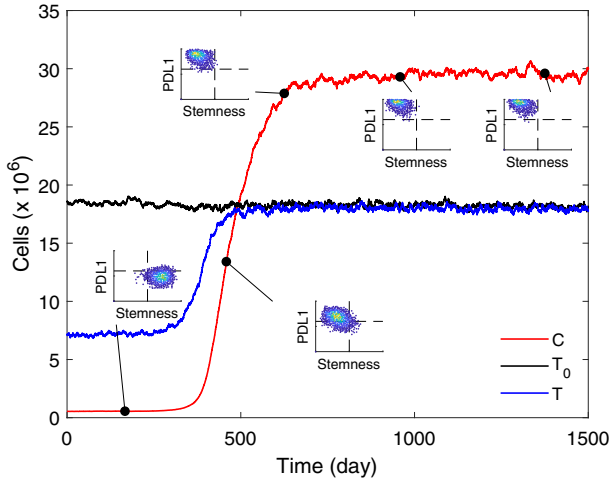 35
30
25
20
15
10
5
0
Cells (x 10^6)
0
500
1000
1500
Time (day)
PDL1
Stemness
PDL1
Stemness
PDL1
Stemness
PDL1
Stemness
PDL1
Stemness
C
T_0
T